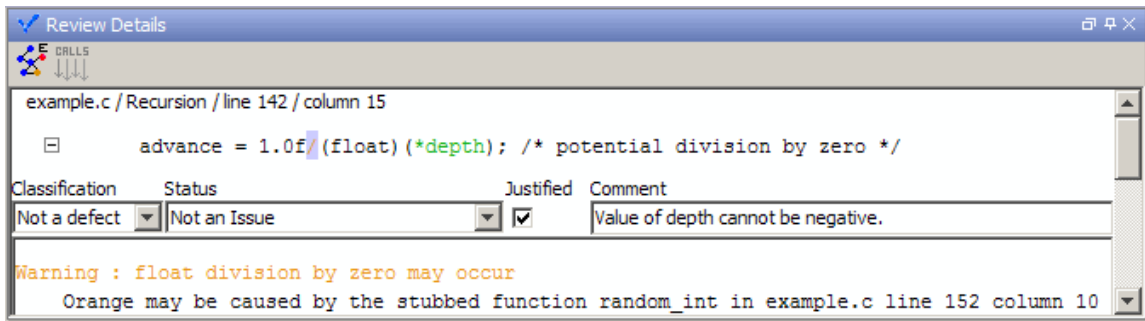 Review Details
E CALLS
example.c / Recursion / line 142 / column 15
advance = 1.0f/(float)(*depth); /* potential division by zero */
Classification Status Justified Comment
Not a defect Not an Issue Value of depth cannot be negative.
Warning : float division by zero may occur
Orange may be caused by the stubbed function random_int in example.c line 152 column 10